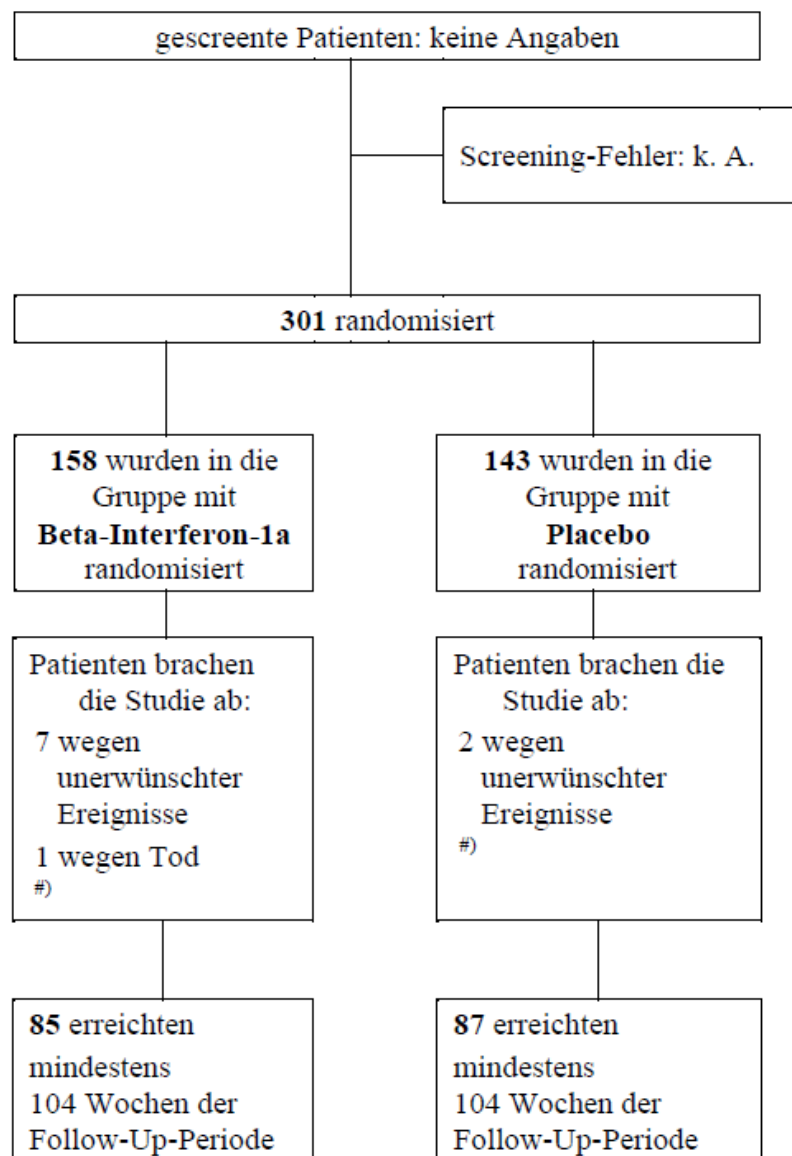 gescreente Patienten: keine Angaben
Screening-Fehler: k. A.
301 randomisiert
158 wurden in die
Gruppe mit
Beta-Interferon-1a
randomisiert
143 wurden in die
Gruppe mit
Placebo
randomisiert
Patienten brachen
die Studie ab:
7 wegen
unerwünschter
Ereignisse
1 wegen Tod
#)
Patienten brachen die
Studie ab:
2 wegen
unerwünschter
Ereignisse
#)
85 erreichten
mindestens
104 Wochen der
Follow-Up-Periode
87 erreichten
mindestens
104 Wochen der
Follow-Up-Periode